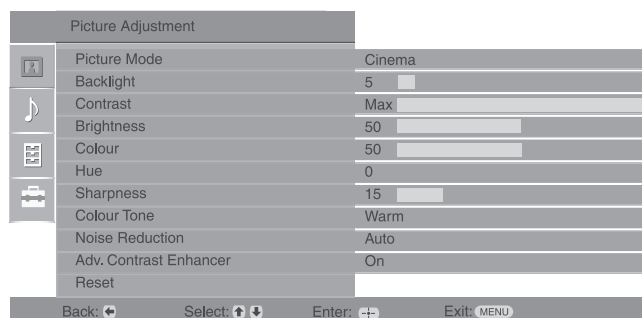 Picture Adjustment
Picture Mode Cinema
Backlight 5
Contrast Max
Brightness 50
Colour 50
Hue 0
Sharpness 15
Colour Tone Warm
Noise Reduction Auto
Adv. Contrast Enhancer On
Reset
Back: Select: Enter: Exit: MENU